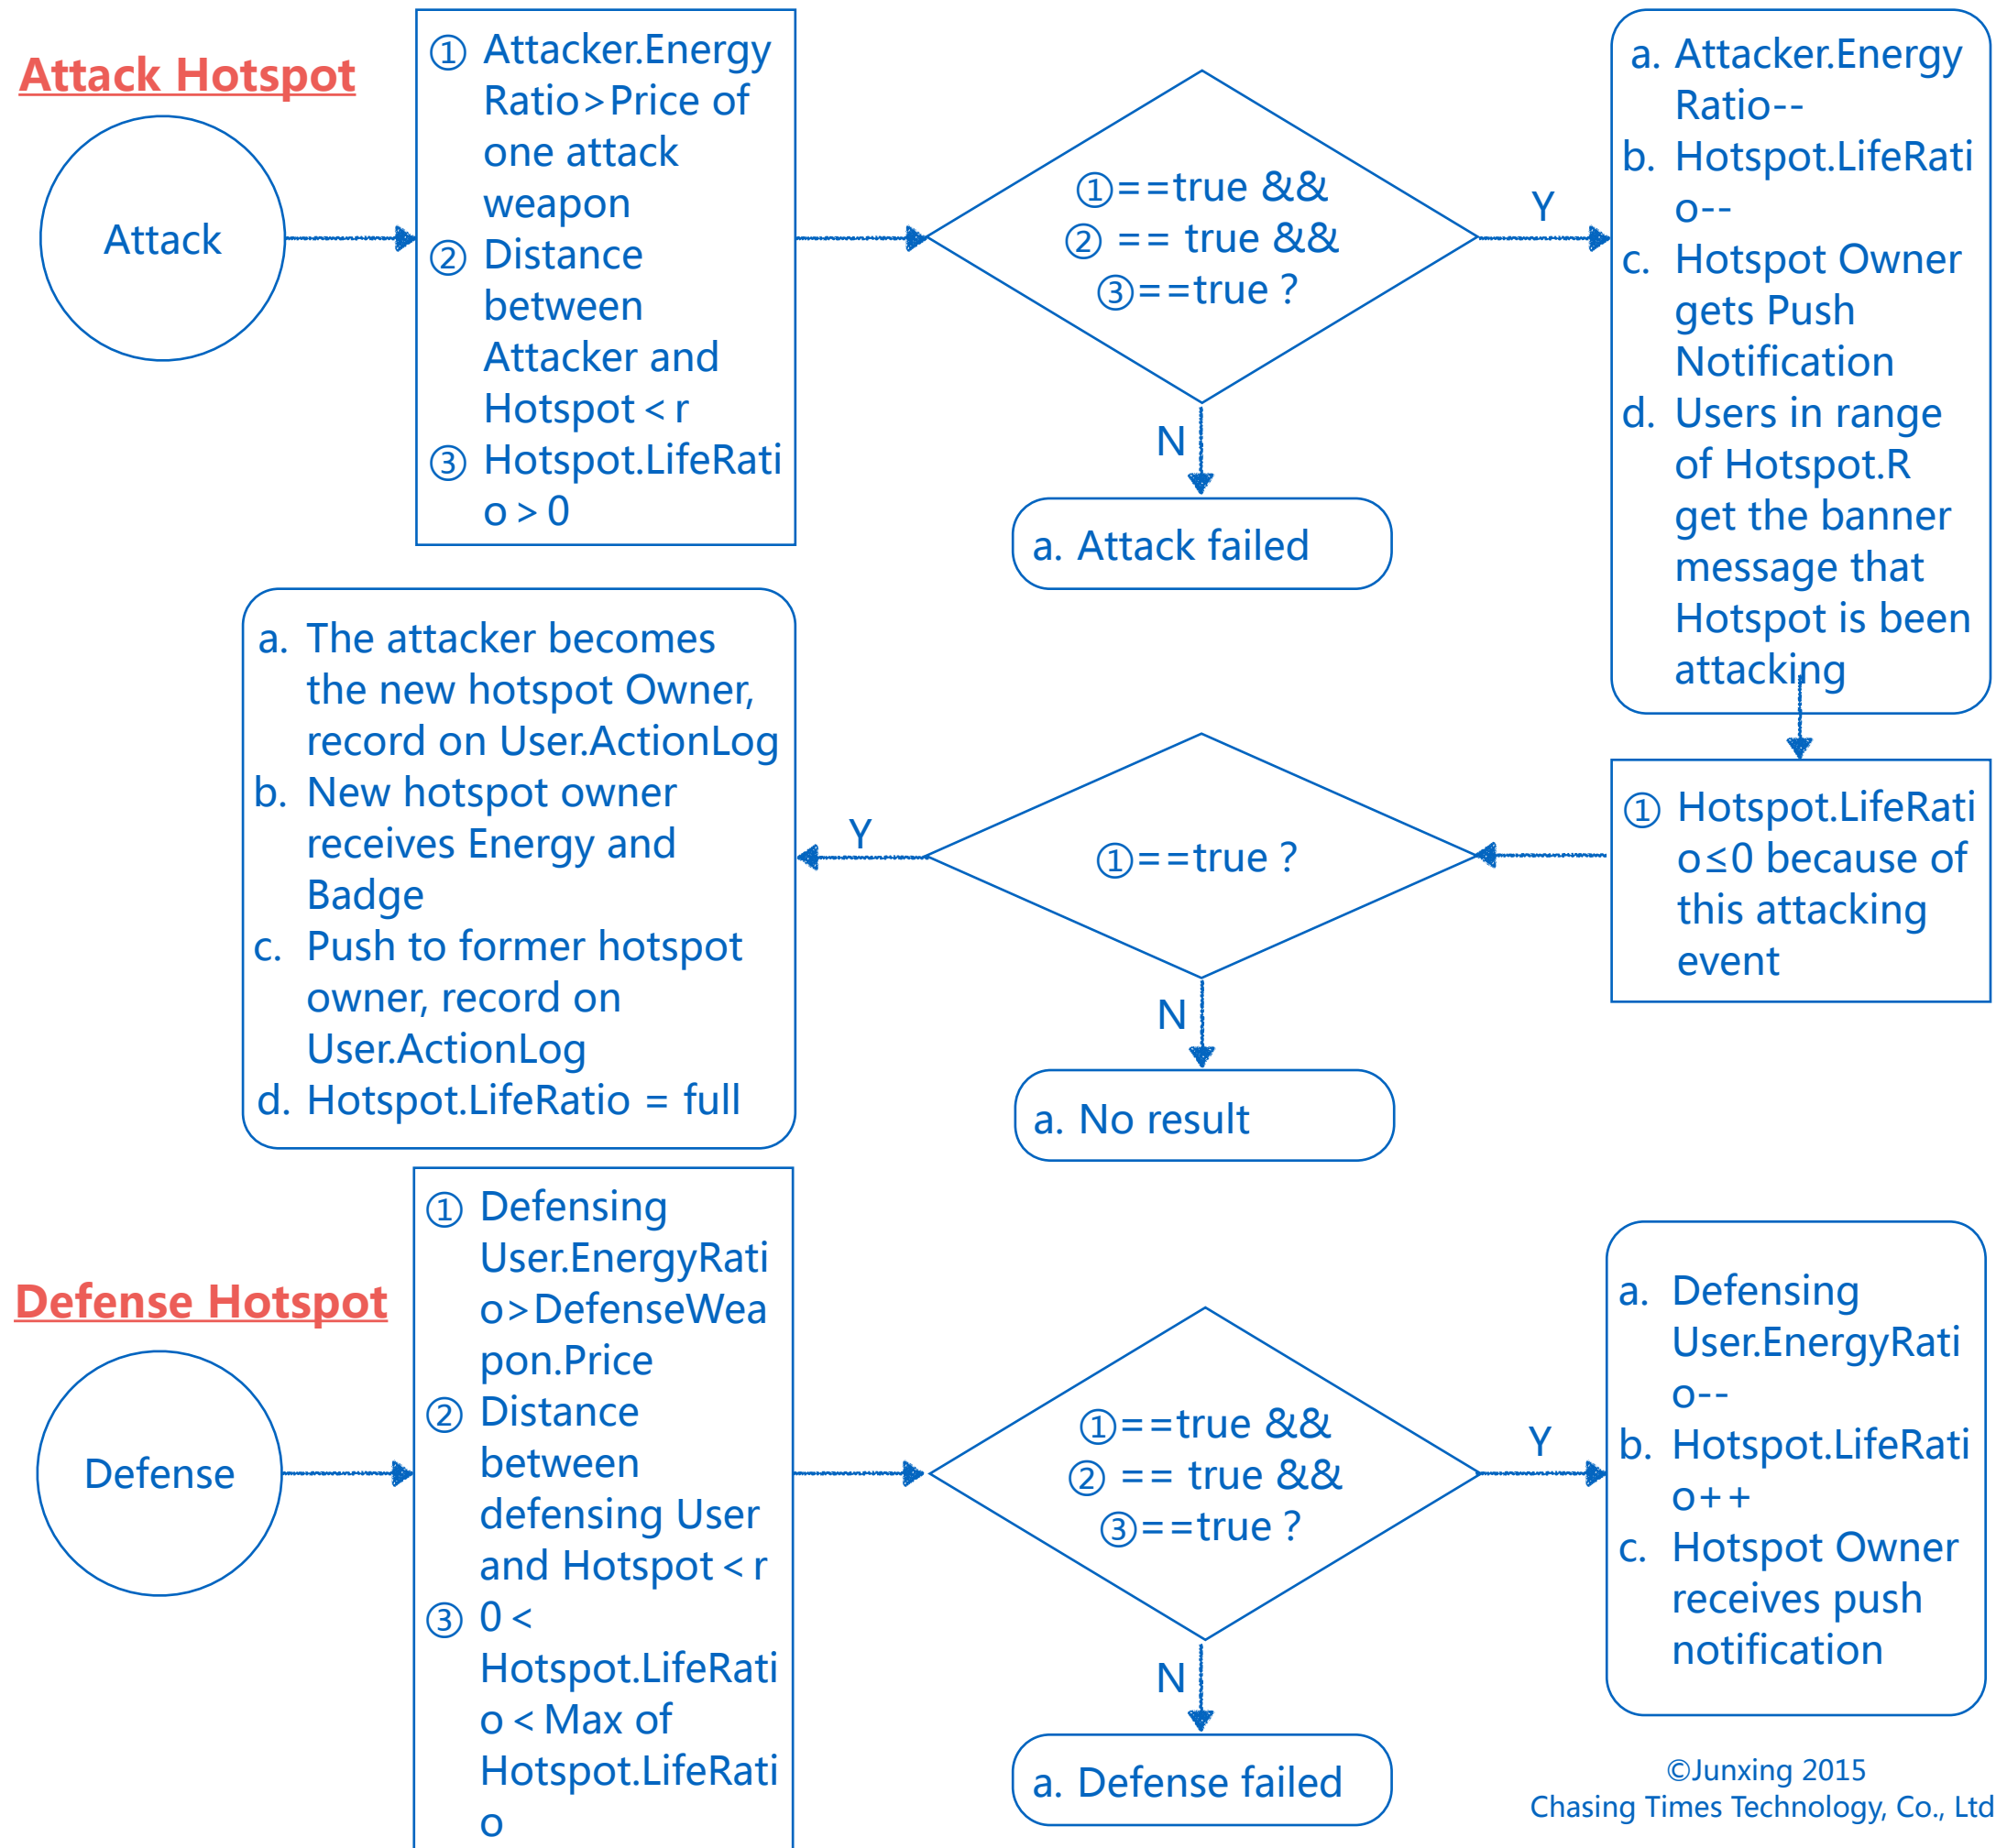 Attack Hotspot
Attack
① Attacker.Energy
Ratio>Price of
one attack
weapon
② Distance
between
Attacker and
Hotspot<r
③ Hotspot.LifeRati
o>0
①==true &&
② == true &&
③==true ?
Y
N
a. Attack failed
a. Attacker.Energy
Ratio--
b. Hotspot.LifeRati
o--
c. Hotspot Owner
gets Push
Notification
d. Users in range
of Hotspot.R
get the banner
message that
Hotspot is been
attacking
① Hotspot.LifeRati
o≤0 because of
this attacking
event
①==true ?
Y
N
a. No result
a. The attacker becomes
the new hotspot Owner,
record on User.ActionLog
b. New hotspot owner
receives Energy and
Badge
c. Push to former hotspot
owner, record on
User.ActionLog
d. Hotspot.LifeRatio = full
Defense Hotspot
Defense
① Defensing
User.EnergyRati
o>DefenseWea
pon.Price
② Distance
between
defensing User
and Hotspot<r
③ 0<
Hotspot.LifeRati
o<Max of
Hotspot.LifeRati
o
①==true &&
② == true &&
③==true ?
Y
N
a. Defense failed
a. Defensing
User.EnergyRati
o--
b. Hotspot.LifeRati
o++
c. Hotspot Owner
receives push
notification
©Junxing 2015
Chasing Times Technology, Co., Ltd